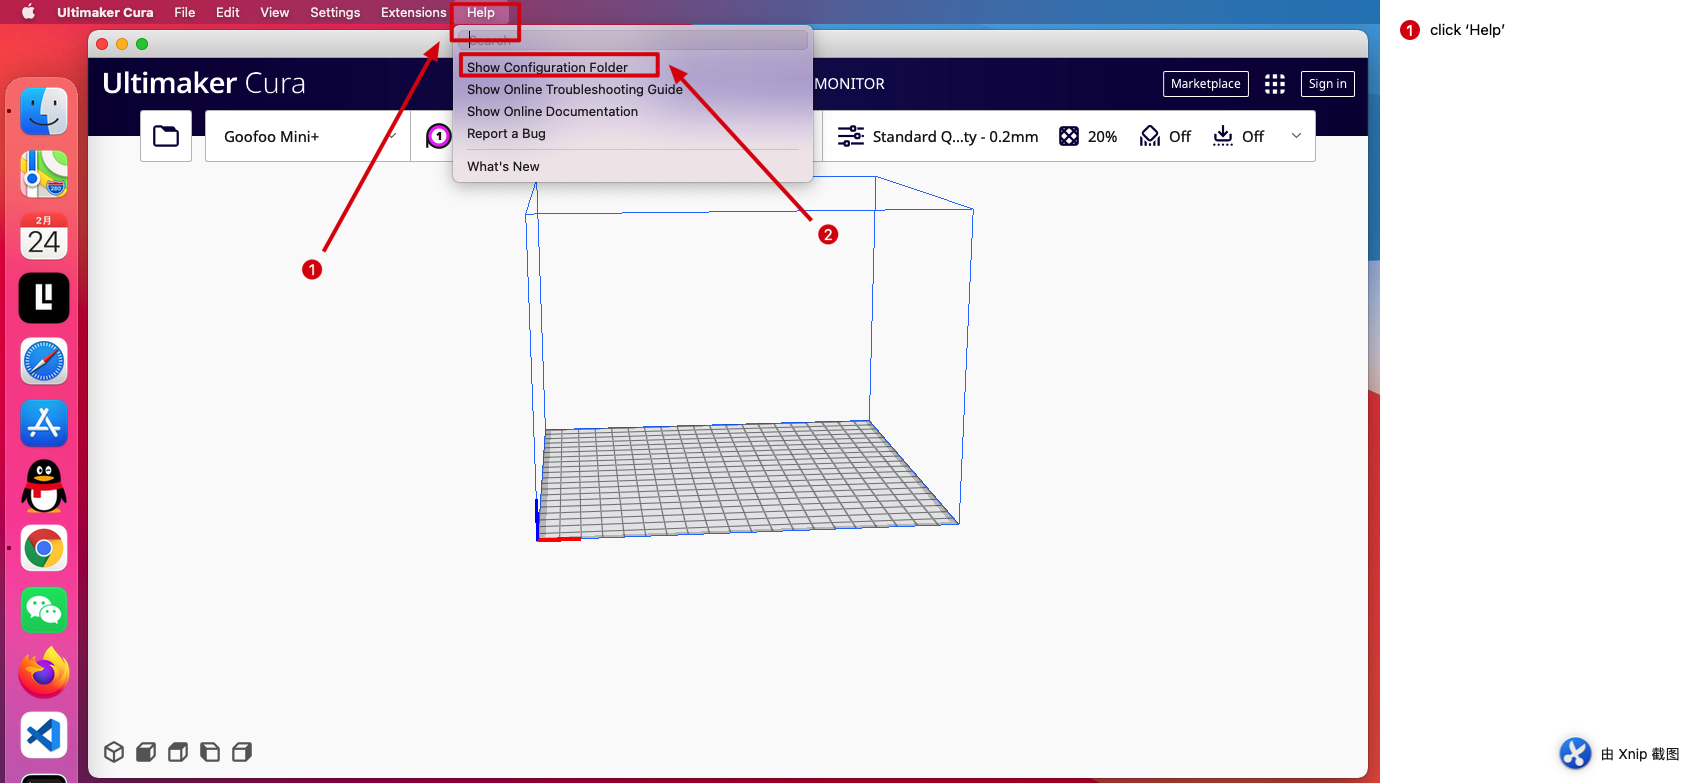 Ultimaker Cura File Edit View Settings Extensions Help
Search
Show Configuration Folder
Show Online Troubleshooting Guide
Show Online Documentation
Report a Bug
What's New
Ultimaker Cura
MONITOR
Marketplace
Sign in
Goofoo Mini+
1
Standard Q...ty - 0.2mm
20%
Off
Off
2月
24
280
1
2
1 click ‘Help’
由 Xnip 截图